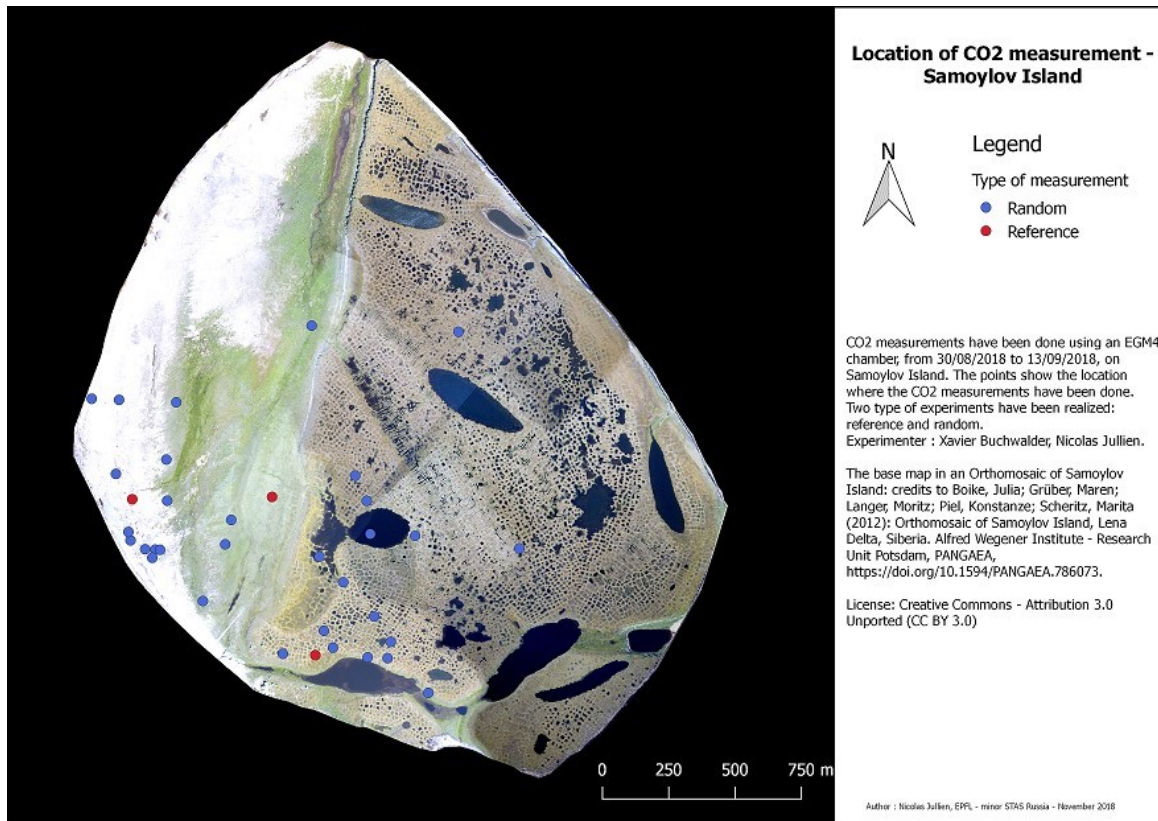 Location of CO2 measurement -
Samoylov Island
N
Legend
Type of measurement
Random
Reference
CO2 measurements have been done using an EGM4
chamber, from 30/08/2018 to 13/09/2018, on
Samoylov Island. The points show the location
where the CO2 measurements have been done.
Two type of experiments have been realized:
reference and random.
Experimenter : Xavier Buchwalder, Nicolas Jullien.
The base map in an Orthomosaic of Samoylov
Island: credits to Boike, Julia; Grüber, Maren;
Langer, Moritz; Piel, Konstanze; Scheritz, Marita
(2012): Orthomosaic of Samoylov Island, Lena
Delta, Siberia. Alfred Wegener Institute - Research
Unit Potsdam, PANGAEA,
https://doi.org/10.1594/PANGAEA.786073.
License: Creative Commons - Attribution 3.0
Unported (CC BY 3.0)
0 250 500 750 m
Author : Nicolas Jullien, EPFL - minor STAS Russia - November 2018